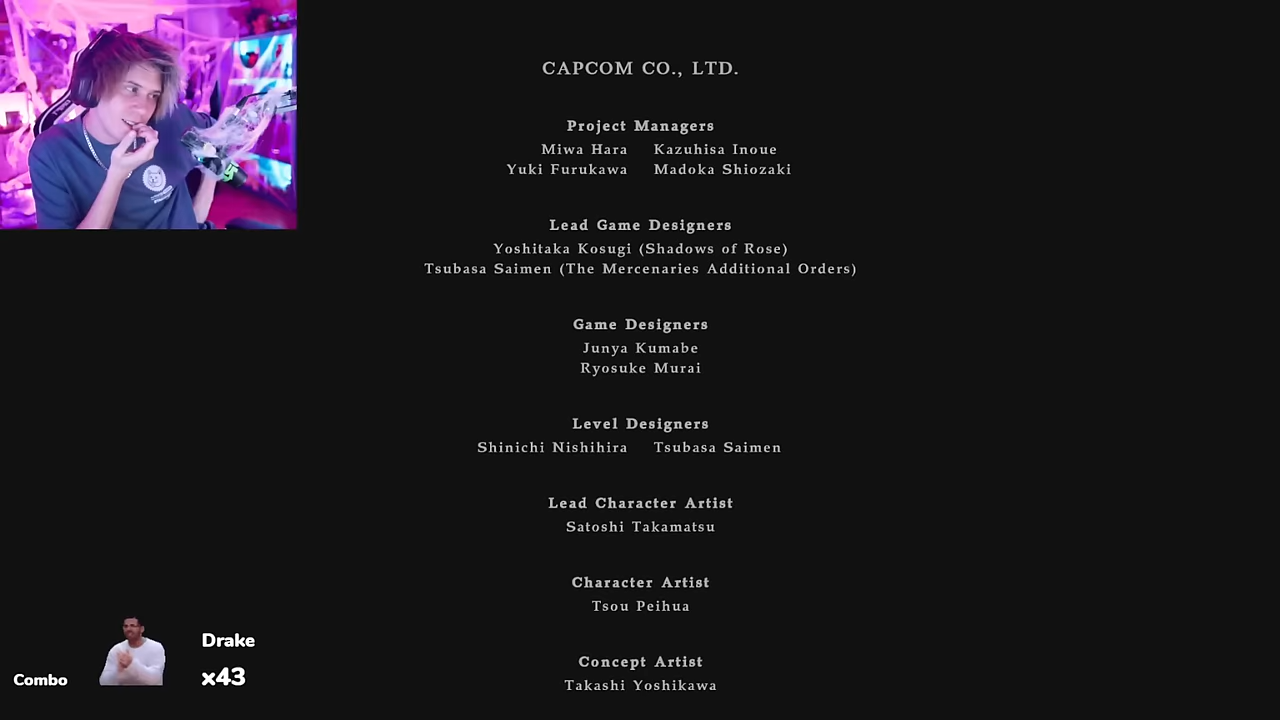 CAPCOM CO., LTD.
Project Managers
Miwa Hara Kazuhisa Inoue
Yuki Furukawa Madoka Shiozaki
Lead Game Designers
Yoshitaka Kosugi (Shadows of Rose)
Tsubasa Saimen (The Mercenaries Additional Orders)
Game Designers
Junya Kumabe
Ryosuke Murai
Level Designers
Shinichi Nishihira Tsubasa Saimen
Lead Character Artist
Satoshi Takamatsu
Character Artist
Tsou Peihua
Concept Artist
Takashi Yoshikawa
Combo
Drake
x43